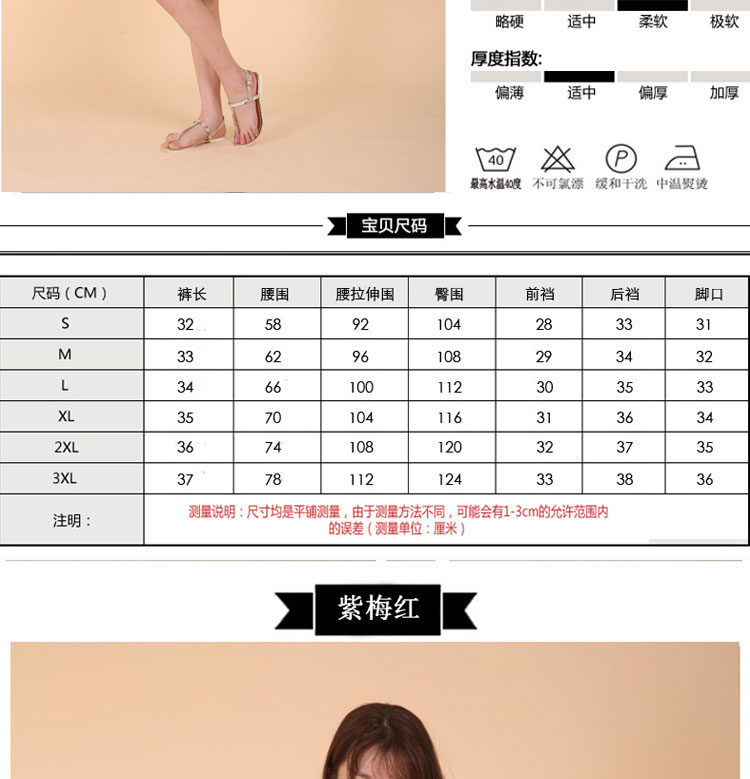 略硬 适中 柔软 极软
厚度指数:
偏薄 适中 偏厚 加厚
40 P
最高水温40度 不可氯漂 缓和干洗 中温熨烫
宝贝尺码
尺码(CM) 裤长 腰围 腰拉伸围 臀围 前裆 后裆 脚口
S 32 58 92 104 28 33 31
M 33 62 96 108 29 34 32
L 34 66 100 112 30 35 33
XL 35 70 104 116 31 36 34
2XL 36 74 108 120 32 37 35
3XL 37 78 112 124 33 38 36
注明: 测量说明:尺寸均是平铺测量,由于测量方法不同,可能会有1-3cm的允许范围内
的误差(测量单位:厘米)
紫梅红